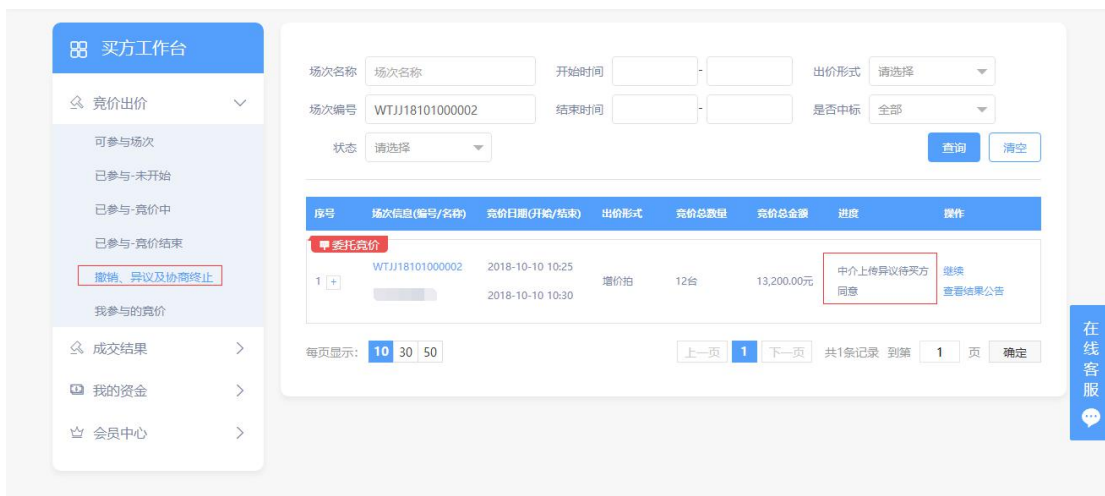 买方工作台
竞价出价
可参与场次
已参与-未开始
已参与-竞价中
已参与-竞价结束
撤销、异议及协商终止
我参与的竞价
成交结果
我的资金
会员中心
场次名称 场次名称 开始时间 - 出价形式 请选择
场次编号 WTJJ18101000002 结束时间 - 是否中标 全部
状态 请选择 查询 清空
序号 场次信息(编号/名称) 竞价日期(开始/结束) 出价形式 竞价总数量 竞价总金额 进度 操作
委托竞价
1 + WTJJ18101000002 2018-10-10 10:25 增价拍 12台 13,200.00元 中介上传异议待买方 继续
2018-10-10 10:30 同意 查看结果公告
每页显示: 10 30 50 上一页 1 下一页 共1条记录 到第 1 页 确定
在线客服